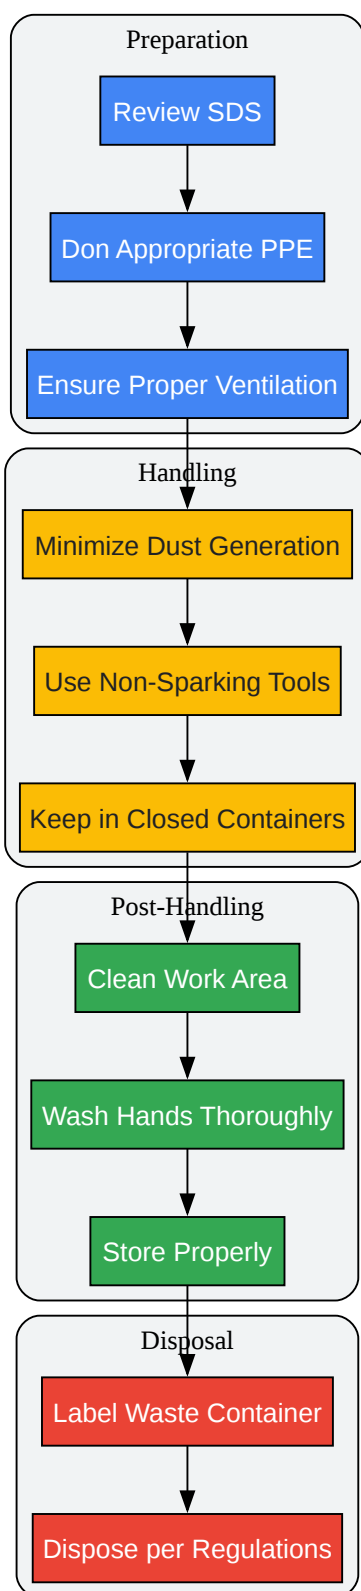 Preparation
Review SDS
Don Appropriate PPE
Ensure Proper Ventilation
Handling
Minimize Dust Generation
Use Non-Sparking Tools
Keep in Closed Containers
Post-Handling
Clean Work Area
Wash Hands Thoroughly
Store Properly
Disposal
Label Waste Container
Dispose per Regulations